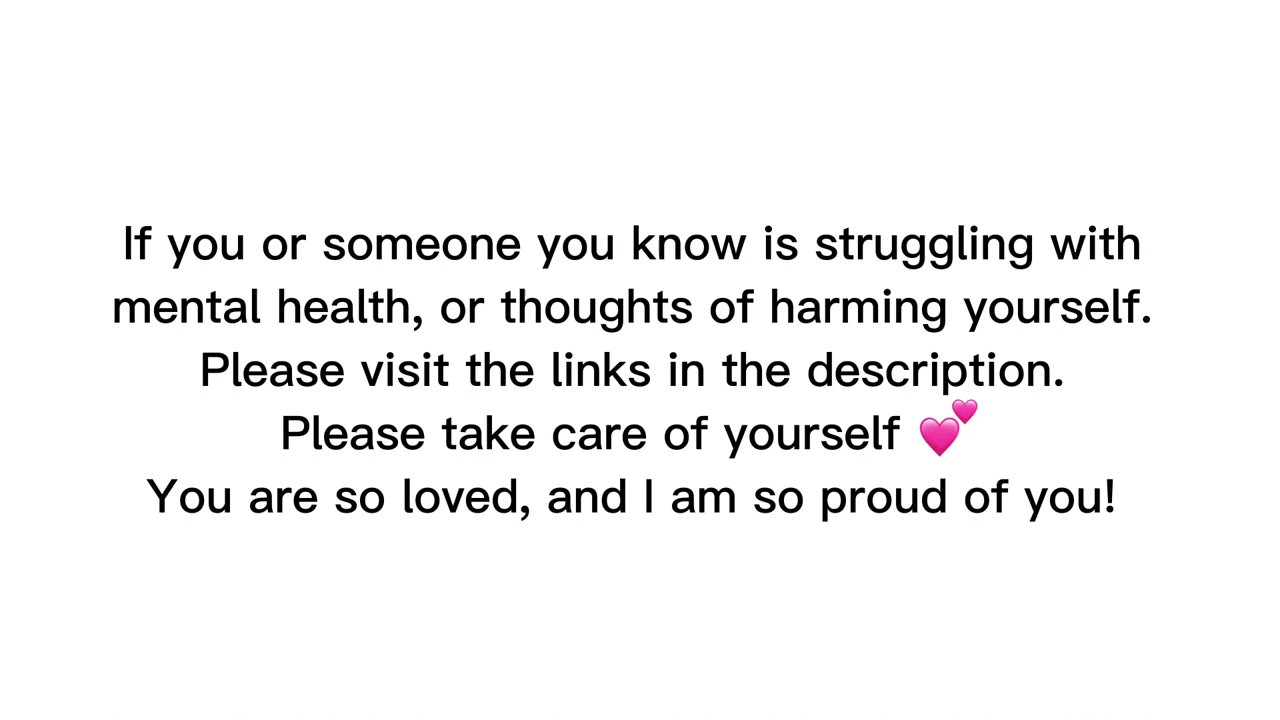 If you or someone you know is struggling with
mental health, or thoughts of harming yourself.
Please visit the links in the description.
Please take care of yourself 💕
You are so loved, and I am so proud of you!